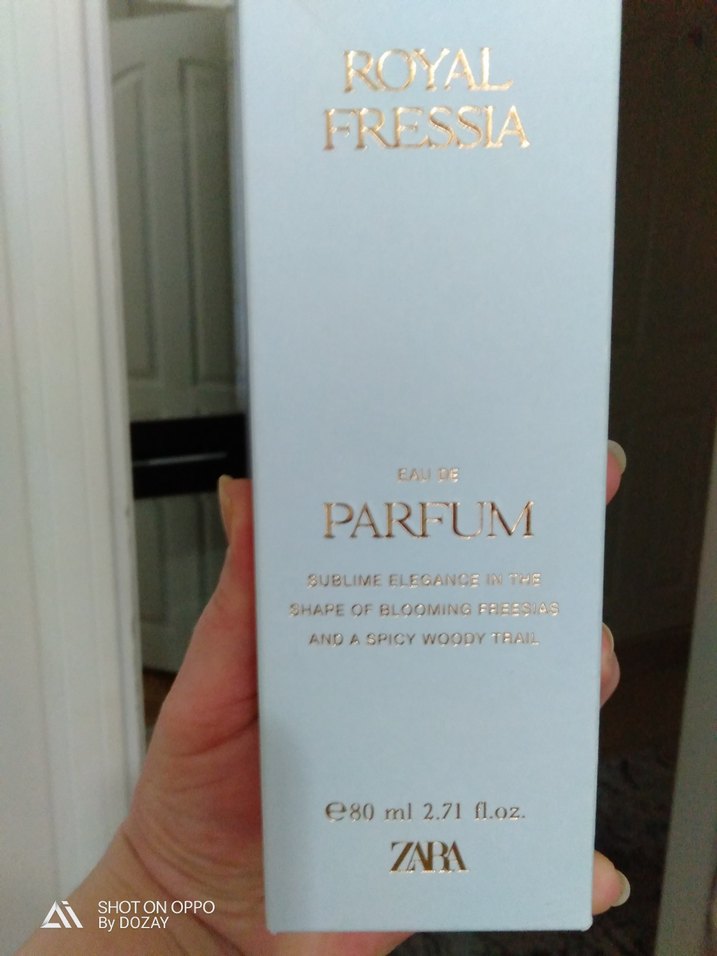 ROYAL
FRESSIA
EAU DE
PARFUM
SUBLIME ELEGANCE IN THE
SHAPE OF BLOOMING FREESIAS
AND A SPICY WOODY TRAIL
℮80 ml 2.71 fl.oz.
ZARA
SHOT ON OPPO
By DOZAY